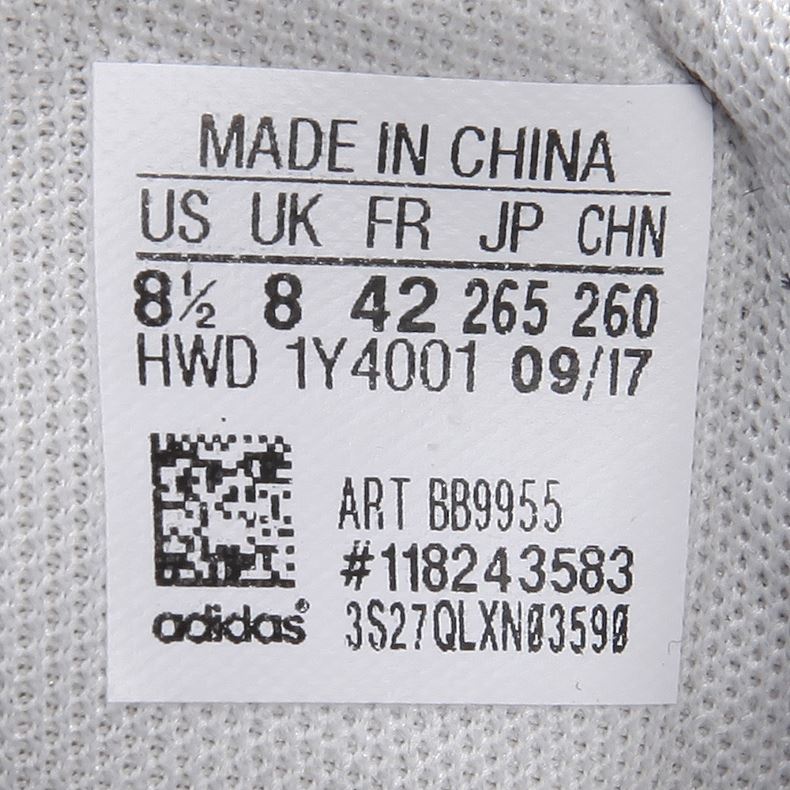 MADE IN CHINA
US UK FR JP CHN
8½ 8 42 265 260
HWD 1Y4001 09/17
ART BB9955
#118243583
adidas®
3S27QLXN03590